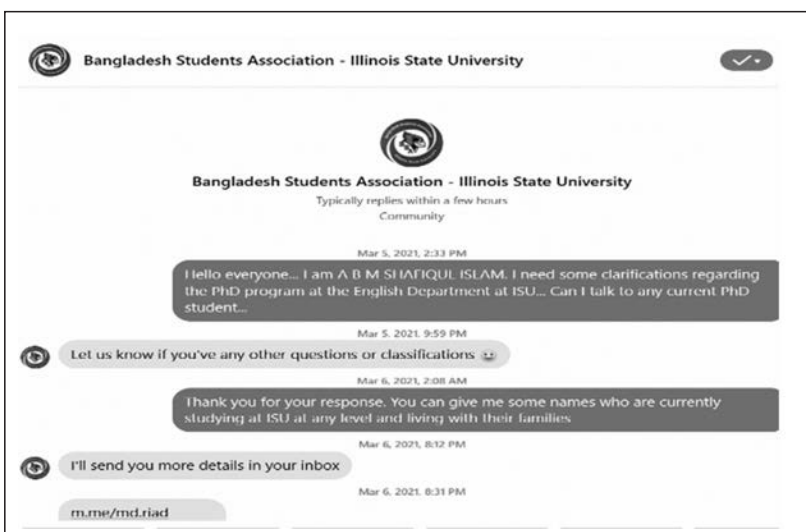 Bangladesh Students Association - Illinois State University
Bangladesh Students Association - Illinois State University
Typically replies within a few hours
Community
Mar 5, 2021, 2:33 PM
Hello everyone... I am A B M SHAFIQUL ISLAM. I need some clarifications regarding
the PhD program at the English Department at ISU... Can I talk to any current PhD
student...
Mar 5, 2021, 9:59 PM
Let us know if you've any other questions or classifications 😀
Mar 6, 2021, 2:08 AM
Thank you for your response. You can give me some names who are currently
studying at ISU at any level and living with their families
Mar 6, 2021, 8:12 PM
I'll send you more details in your inbox
Mar 6, 2021, 8:31 PM
m.me/md.riad